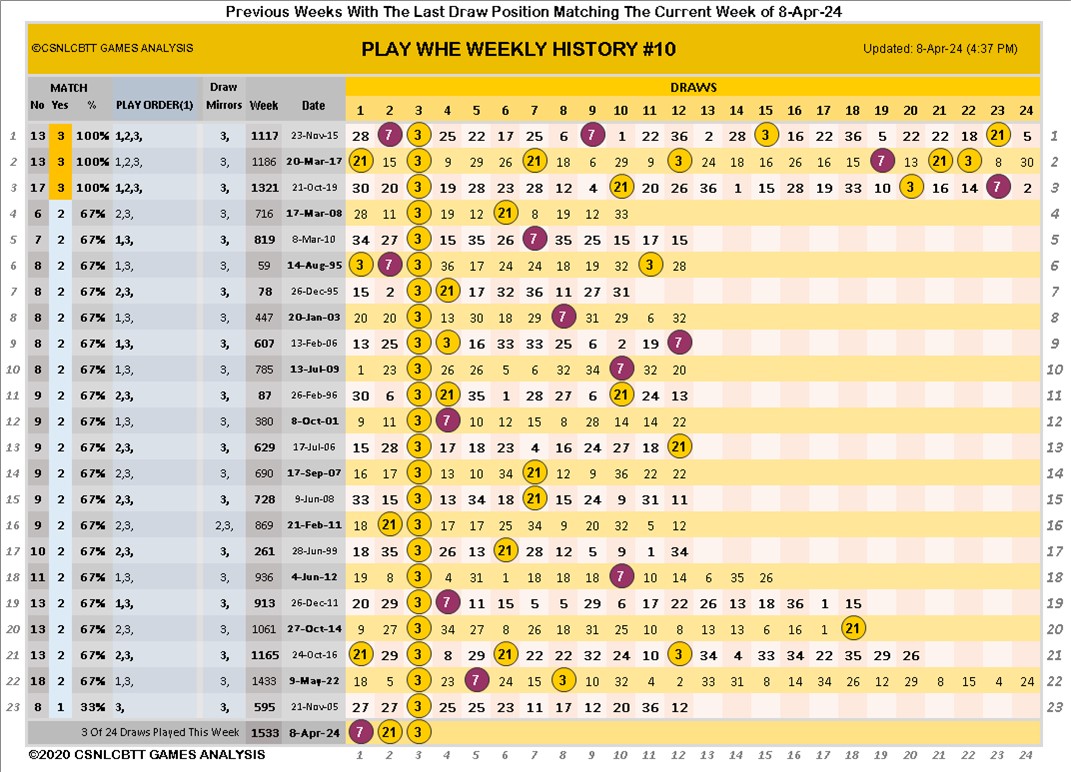 Previous Weeks With The Last Draw Position Matching The Current Week of 8-Apr-24
©CSNLCBTT GAMES ANALYSIS PLAY WHE WEEKLY HISTORY #10 Updated: 8-Apr-24 (4:37 PM)
MATCH Draw DRAWS
No Yes % PLAY ORDER(1) Mirrors Week Date 1 2 3 4 5 6 7 8 9 10 11 12 13 14 15 16 17 18 19 20 21 22 23 24
1 13 3 100% 1,2,3, 3, 1117 23-Nov-15 28 7 3 25 22 17 25 6 7 1 22 36 2 28 3 16 22 36 5 22 22 18 21 5 1
2 13 3 100% 1,2,3, 3, 1186 20-Mar-17 21 15 3 9 29 26 21 18 6 29 9 3 24 18 16 26 16 15 7 13 21 3 8 30 2
3 17 3 100% 1,2,3, 3, 1321 21-Oct-19 30 20 3 19 28 23 28 12 4 21 20 26 36 1 15 28 19 33 10 3 16 14 7 2 3
4 6 2 67% 2,3, 3, 716 17-Mar-08 28 11 3 19 12 21 8 19 12 33 4
5 7 2 67% 1,3, 3, 819 8-Mar-10 34 27 3 15 35 26 7 35 25 15 17 15 5
6 8 2 67% 1,3, 3, 59 14-Aug-95 3 7 3 36 17 24 24 18 19 32 3 28 6
7 8 2 67% 2,3, 3, 78 26-Dec-95 15 2 3 21 17 32 36 11 27 31 7
8 8 2 67% 1,3, 3, 447 20-Jan-03 20 20 3 13 30 18 29 7 31 29 6 32 8
9 8 2 67% 1,3, 3, 607 13-Feb-06 13 25 3 3 16 33 33 25 6 2 19 7 9
10 8 2 67% 1,3, 3, 785 13-Jul-09 1 23 3 26 26 5 6 32 34 7 32 20 10
11 9 2 67% 2,3, 3, 87 26-Feb-96 30 6 3 21 35 1 28 27 6 21 24 13 11
12 9 2 67% 1,3, 3, 380 8-Oct-01 9 11 3 7 10 12 15 8 28 14 14 22 12
13 9 2 67% 2,3, 3, 629 17-Jul-06 15 28 3 17 18 23 4 16 24 27 18 21 13
14 9 2 67% 2,3, 3, 690 17-Sep-07 16 17 3 13 10 34 21 12 9 36 22 22 14
15 9 2 67% 2,3, 3, 728 9-Jun-08 33 15 3 13 34 18 21 15 24 9 31 11 15
16 9 2 67% 2,3, 2,3, 869 21-Feb-11 18 21 3 17 17 25 34 9 20 32 5 12 16
17 10 2 67% 2,3, 3, 261 28-Jun-99 18 35 3 26 13 21 28 12 5 9 1 34 17
18 11 2 67% 1,3, 3, 936 4-Jun-12 19 8 3 4 31 1 18 18 18 7 10 14 6 35 26 18
19 13 2 67% 1,3, 3, 913 26-Dec-11 20 29 3 7 11 15 5 5 29 6 17 22 26 13 18 36 1 15 19
20 13 2 67% 2,3, 3, 1061 27-Oct-14 9 27 3 34 27 8 26 18 31 25 10 8 13 13 6 16 1 21 20
21 13 2 67% 2,3, 3, 1165 24-Oct-16 21 29 3 8 29 21 22 22 32 24 10 3 34 4 33 34 22 35 29 26 21
22 18 2 67% 1,3, 3, 1433 9-May-22 18 5 3 23 7 24 15 3 10 32 4 2 33 31 8 14 34 26 12 29 8 15 4 24 22
23 8 1 33% 3, 3, 595 21-Nov-05 27 27 3 25 25 23 11 17 12 20 36 12 23
3 Of 24 Draws Played This Week 1533 8-Apr-24 7 21 3
©2020 CSNLCBTT GAMES ANALYSIS 1 2 3 4 5 6 7 8 9 10 11 12 13 14 15 16 17 18 19 20 21 22 23 24